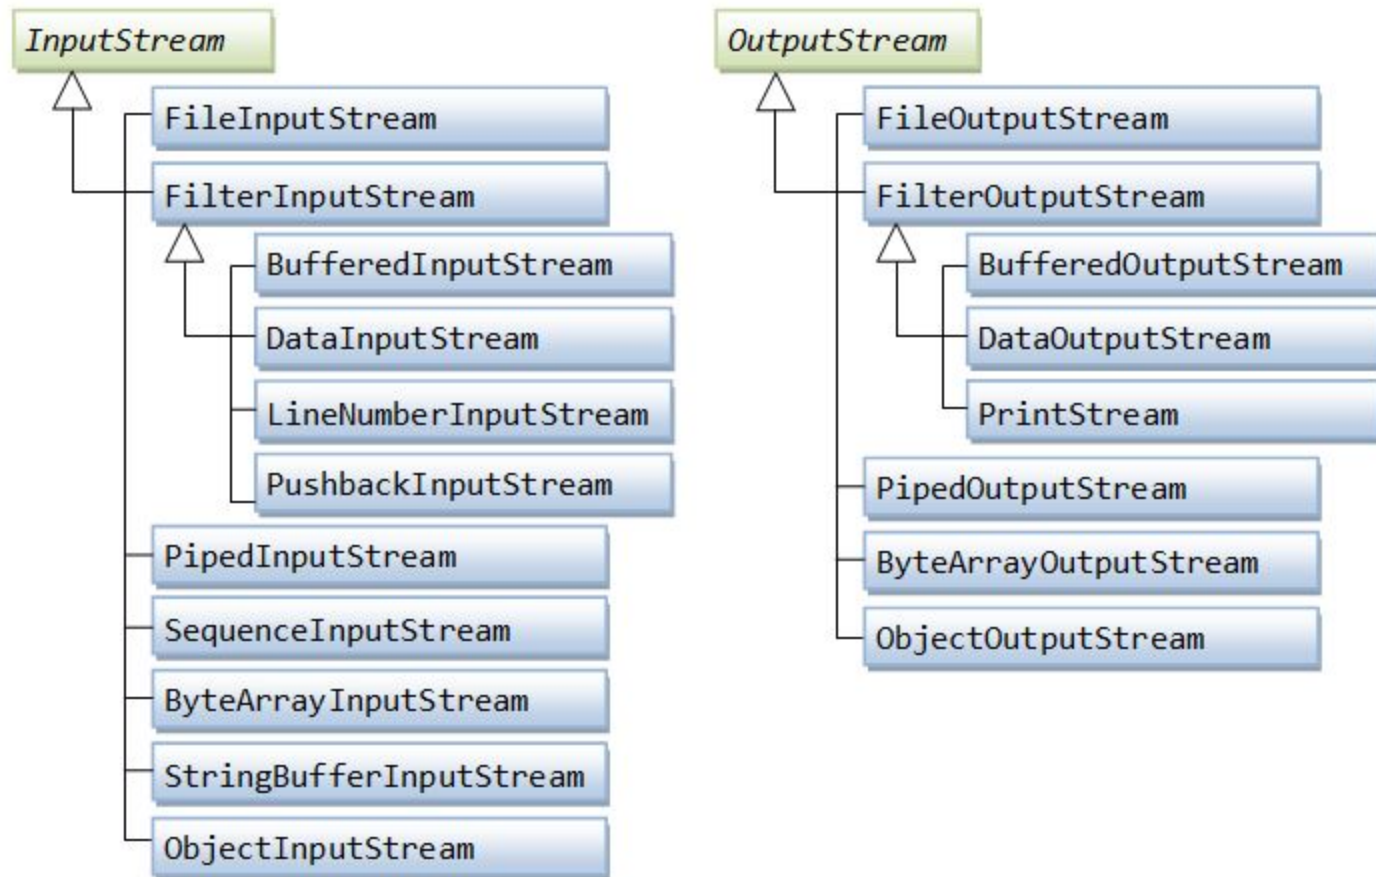 InputStream
FileInputStream
FilterInputStream
BufferedInputStream
DataInputStream
LineNumberInputStream
PushbackInputStream
PipedInputStream
SequenceInputStream
ByteArrayInputStream
StringBufferInputStream
ObjectInputStream
OutputStream
FileOutputStream
FilterOutputStream
BufferedOutputStream
DataOutputStream
PrintStream
PipedOutputStream
ByteArrayOutputStream
ObjectOutputStream